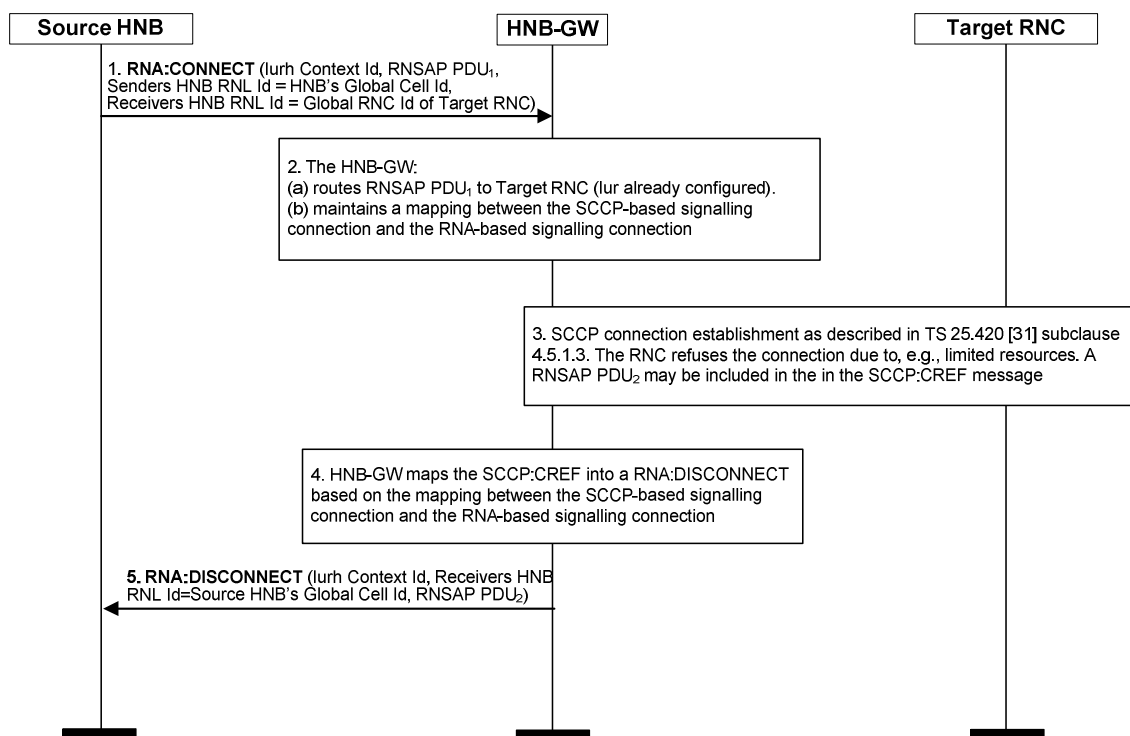 Source HNB
HNB-GW
Target RNC
1. RNA:CONNECT (Iurh Context Id, RNSAP PDU₁,
Senders HNB RNL Id = HNB's Global Cell Id,
Receivers HNB RNL Id = Global RNC Id of Target RNC)
2. The HNB-GW:
(a) routes RNSAP PDU₁ to Target RNC (Iur already configured).
(b) maintains a mapping between the SCCP-based signalling
connection and the RNA-based signalling connection
3. SCCP connection establishment as described in TS 25.420 [31] subclause
4.5.1.3. The RNC refuses the connection due to, e.g., limited resources. A
RNSAP PDU₂ may be included in the in the SCCP:CREF message
4. HNB-GW maps the SCCP:CREF into a RNA:DISCONNECT
based on the mapping between the SCCP-based signalling
connection and the RNA-based signalling connection
5. RNA:DISCONNECT (Iurh Context Id, Receivers HNB
RNL Id=Source HNB's Global Cell Id, RNSAP PDU₂)